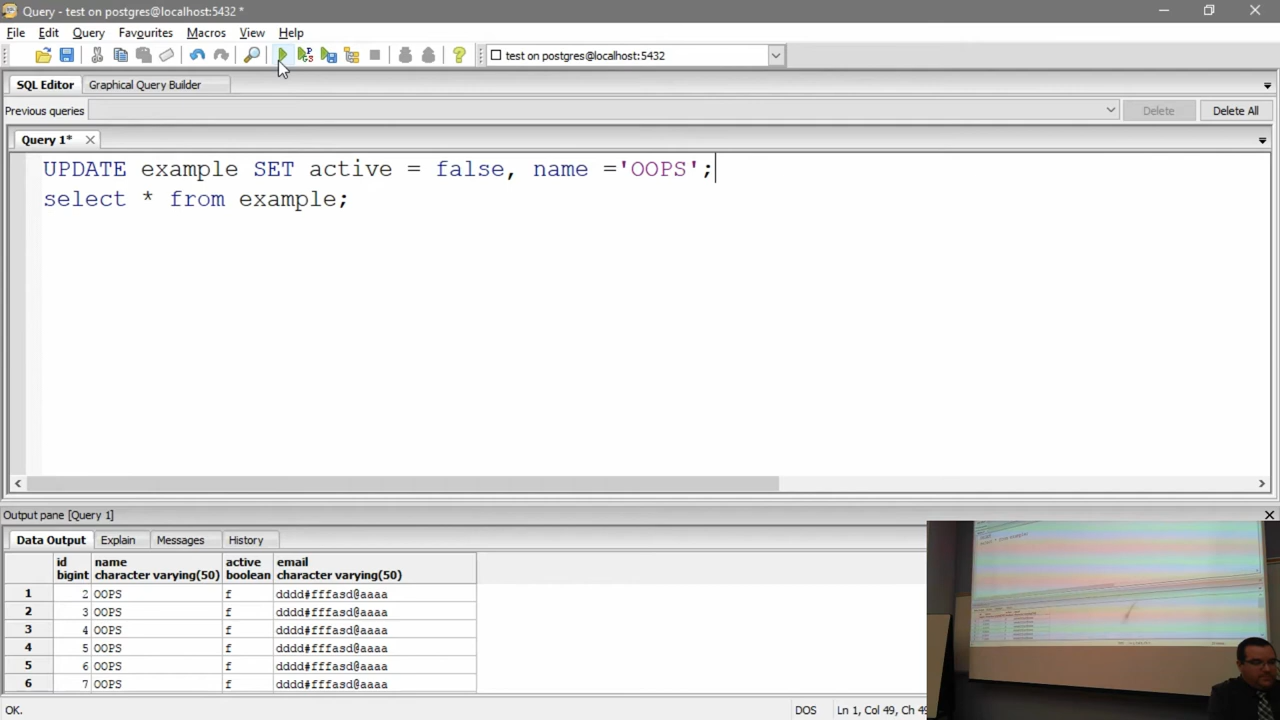 Query - test on postgres@localhost:5432 *
File Edit Query Favourites Macros View Help
test on postgres@localhost:5432
SQL Editor Graphical Query Builder
Previous queries Delete Delete All
Query 1*
UPDATE example SET active = false, name ='OOPS';
select * from example;
Output pane [Query 1]
Data Output Explain Messages History
id name active email
bigint character varying(50) boolean character varying(50)
1 2 OOPS f dddd#fffasd@aaaa
2 3 OOPS f dddd#fffasd@aaaa
3 4 OOPS f dddd#fffasd@aaaa
4 5 OOPS f dddd#fffasd@aaaa
5 6 OOPS f dddd#fffasd@aaaa
6 7 OOPS f dddd#fffasd@aaaa
OK. DOS Ln 1, Col 49, Ch 49